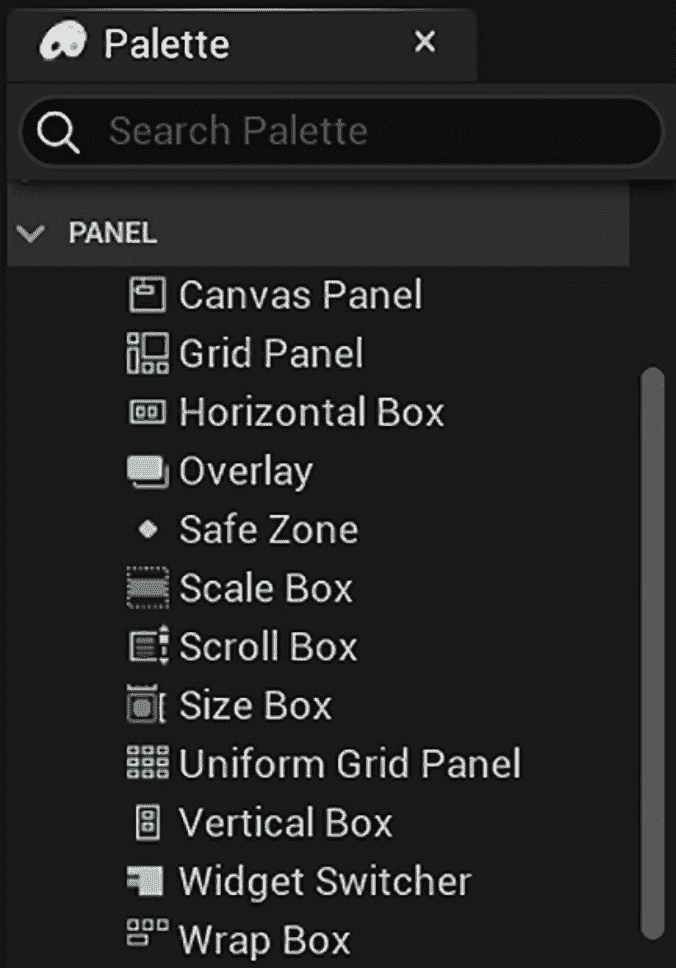 Palette
Search Palette
PANEL
Canvas Panel
Grid Panel
Horizontal Box
Overlay
Safe Zone
Scale Box
Scroll Box
Size Box
Uniform Grid Panel
Vertical Box
Widget Switcher
Wrap Box